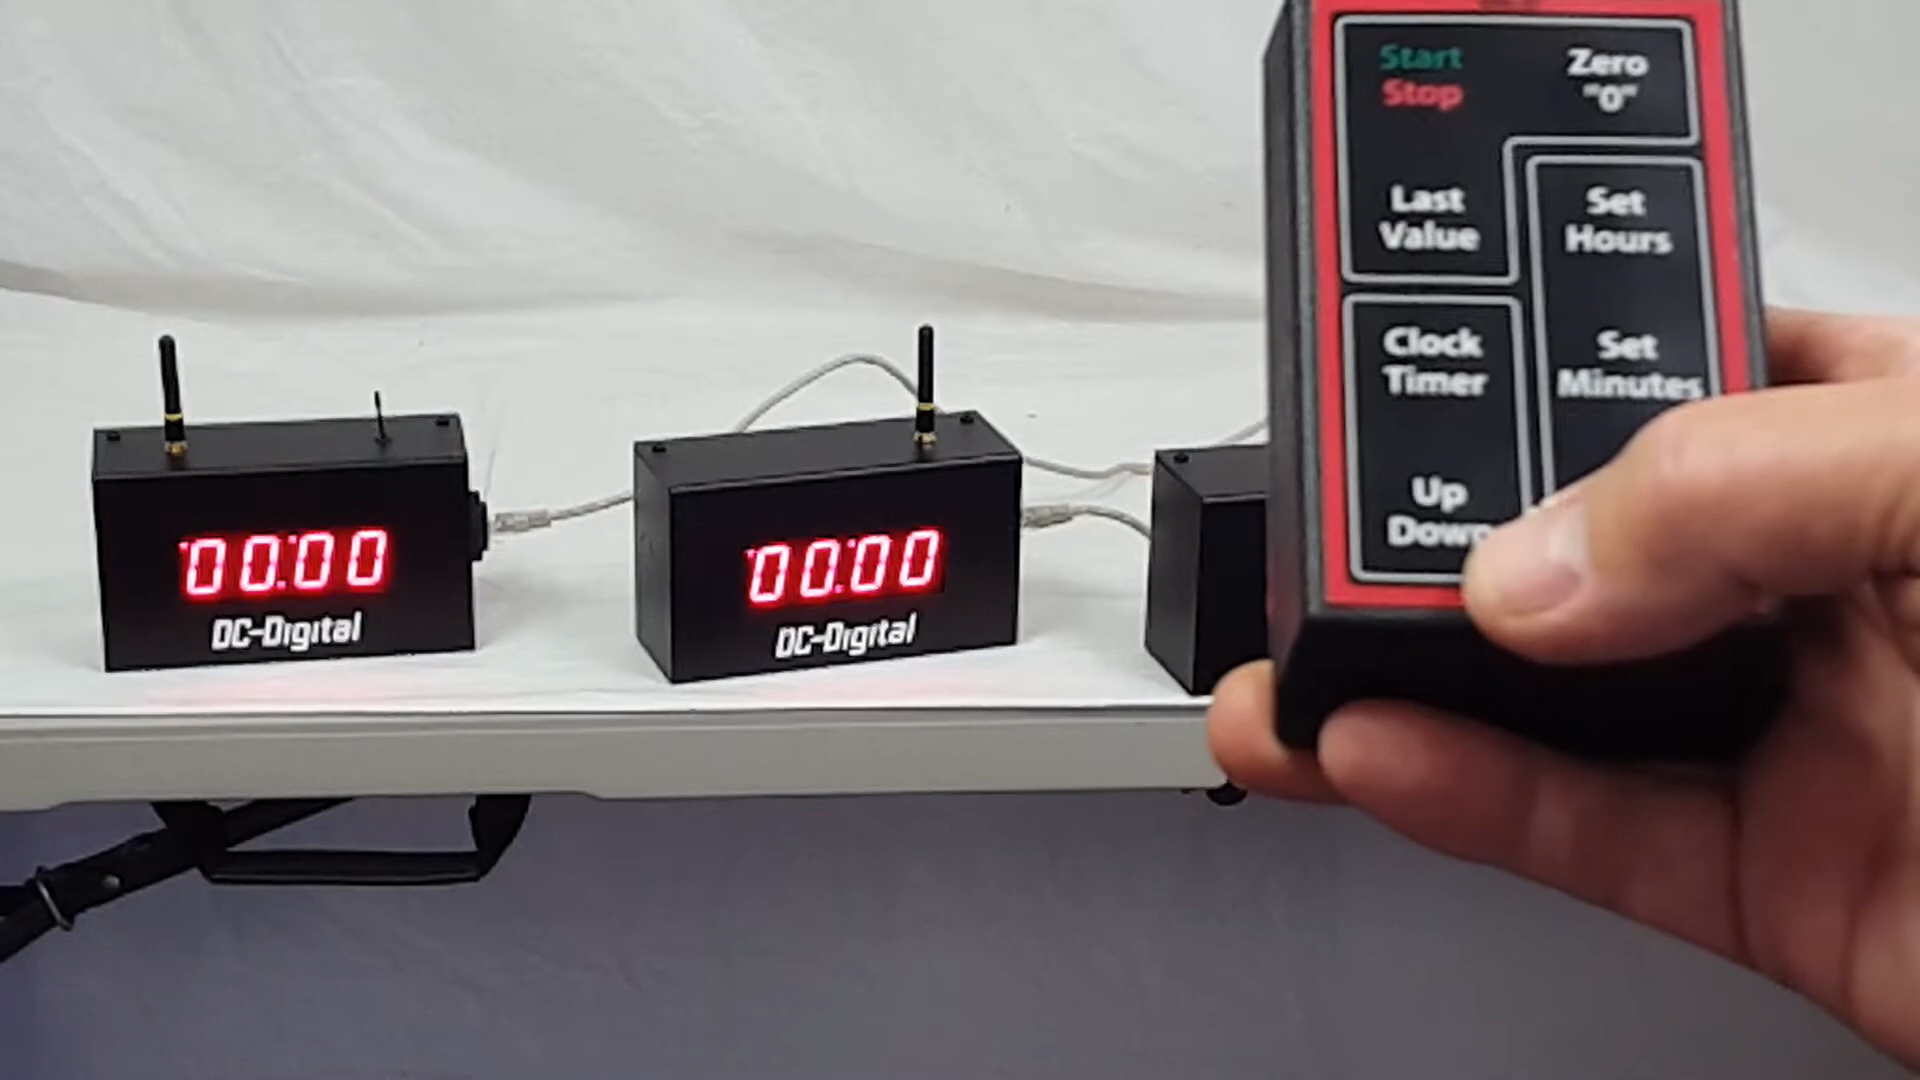 00:00
DC-Digital
00:00
DC-Digital
Start
Stop
Zero
"0"
Last
Value
Set
Hours
Clock
Timer
Set
Minutes
Up
Down